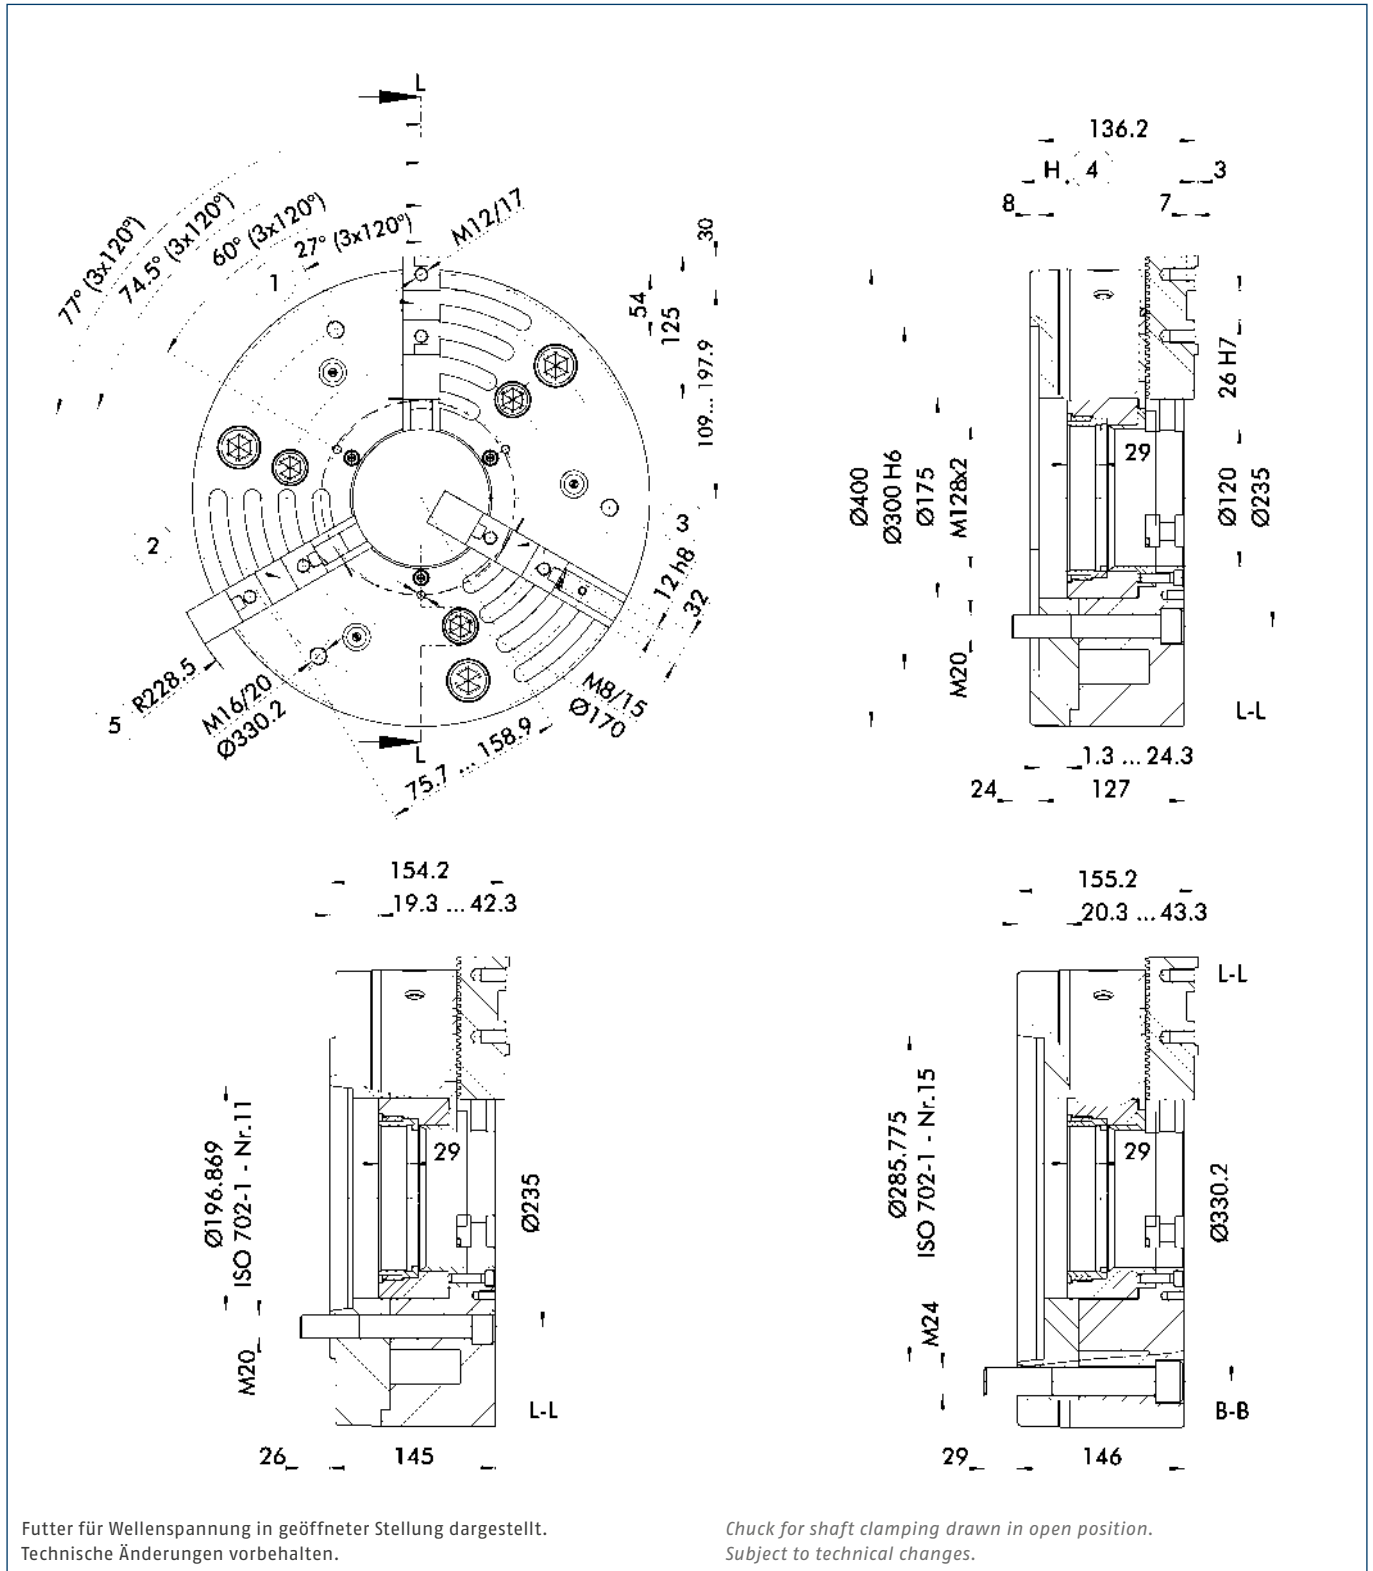 L
77° (3x120°)
74.5° (3x120°)
60° (3x120°)
27° (3x120°)
1
M12/17
30
54
125
109... 197.9
2
3
12 h8
32
5
R228.5
M16/20
Ø330.2
M8/15
Ø170
L
75.7 ... 158.9
136.2
H
4
3
8
7
Ø400
Ø300 H6
Ø175
M128x2
29
26 H7
Ø120
Ø235
M20
L-L
1.3 ... 24.3
24
127
154.2
19.3 ... 42.3
Ø196.869
ISO 702-1 - Nr.11
29
Ø235
M20
L-L
26
145
155.2
20.3 ... 43.3
L-L
Ø285.775
ISO 702-1 - Nr.15
29
Ø330.2
M24
B-B
29
146
Futter für Wellenspannung in geöffneter Stellung dargestellt.
Technische Änderungen vorbehalten.
Chuck for shaft clamping drawn in open position.
Subject to technical changes.